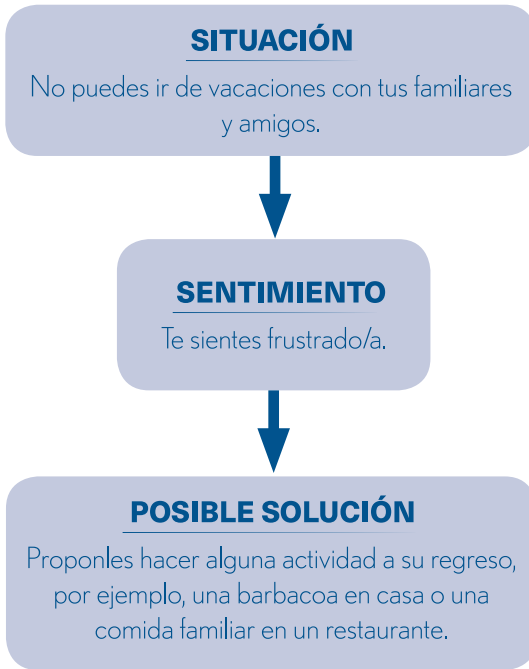 SITUACIÓN
No puedes ir de vacaciones con tus familiares
y amigos.
SENTIMIENTO
Te sientes frustrado/a.
POSIBLE SOLUCIÓN
Proponles hacer alguna actividad a su regreso,
por ejemplo, una barbacoa en casa o una
comida familiar en un restaurante.